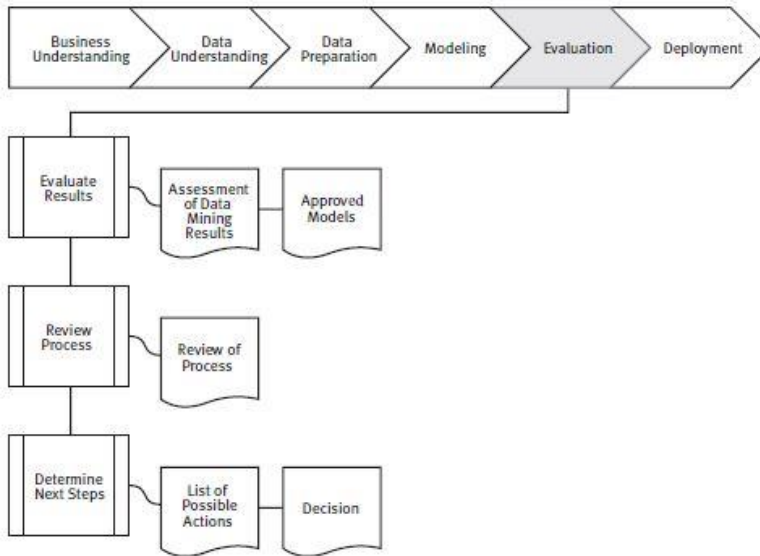 Business
Understanding
Data
Understanding
Data
Preparation
Modeling
Evaluation
Deployment
Evaluate
Results
Assessment
of Data
Mining
Results
Approved
Models
Review
Process
Review of
Process
Determine
Next Steps
List of
Possible
Actions
Decision